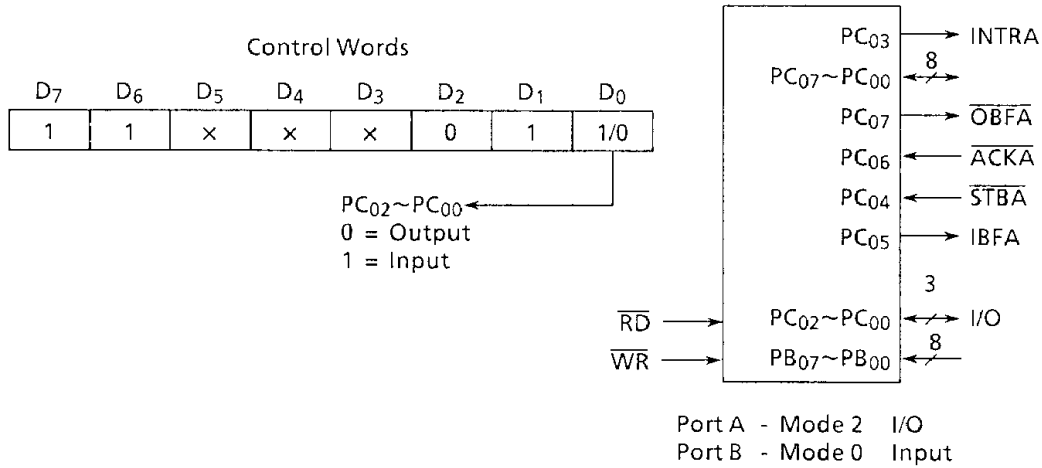 Control Words
D7 D6 D5 D4 D3 D2 D1 D0
1 1 × × × 0 1 1/0
PC02~PC00
0 = Output
1 = Input
PC03 INTRA
8
PC07~PC00
PC07 OBFA
PC06 ACKA
PC04 STBA
PC05 IBFA
3
RD PC02~PC00 I/O
8
WR PB07~PB00
Port A - Mode 2 I/O
Port B - Mode 0 Input